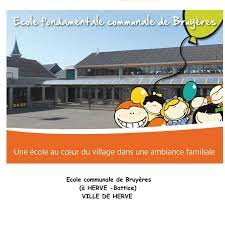 Ecole fondamentale communale de Bruyères
Une école au cœur du village dans une ambiance familiale
Ecole communale de Bruyères
(à HERVE -Battice)
VILLE DE HERVE